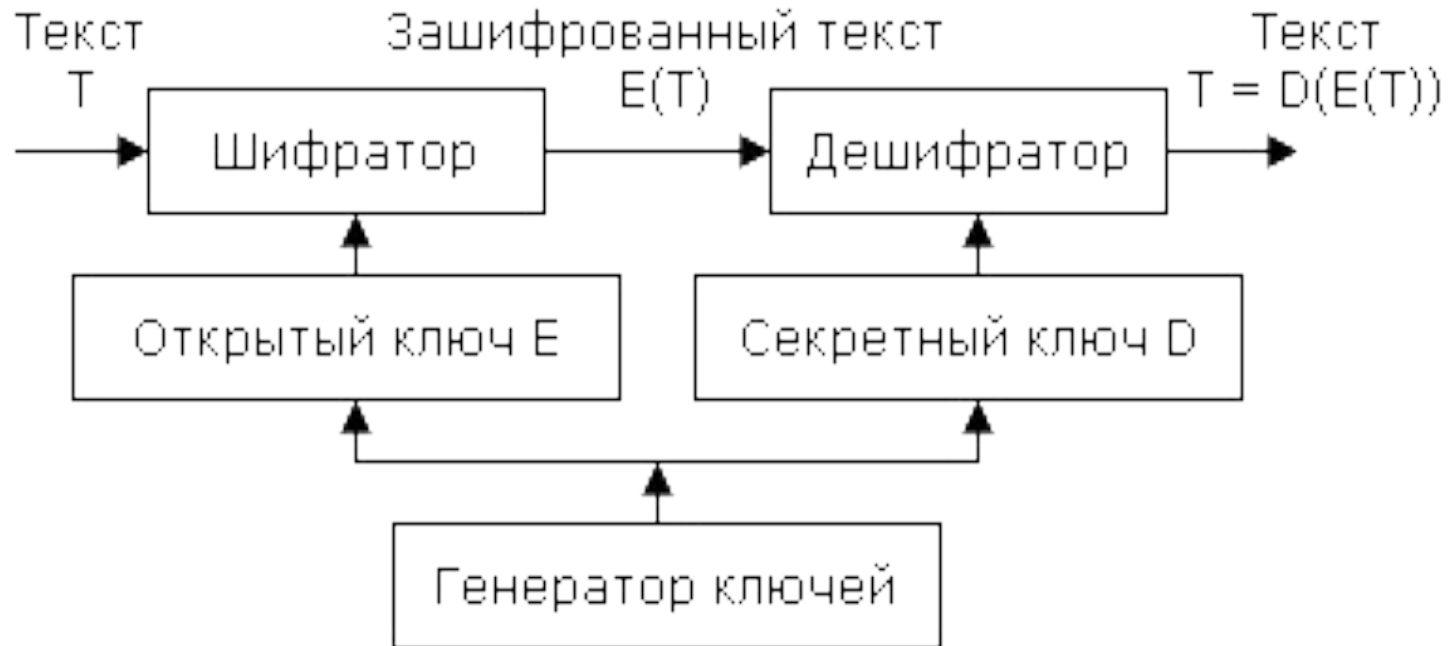 Текст
T
Зашифрованный текст
E(T)
Текст
T = D(E(T))
Шифратор
Дешифратор
Открытый ключ E
Секретный ключ D
Генератор ключей